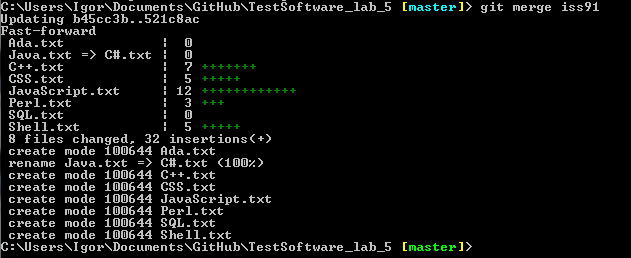 C:\Users\Igor\Documents\GitHub\TestSoftware_lab_5 [master]> git merge iss91
Updating b45cc3b..521c8ac
Fast-forward
 Ada.txt             |  0
 Java.txt => C#.txt  |  0
 C++.txt             |  7 +++++++
 CSS.txt             |  5 +++++
 JavaScript.txt      | 12 ++++++++++++
 Perl.txt            |  3 +++
 SQL.txt             |  0
 Shell.txt           |  5 +++++
 8 files changed, 32 insertions(+)
 create mode 100644 Ada.txt
 rename Java.txt => C#.txt (100%)
 create mode 100644 C++.txt
 create mode 100644 CSS.txt
 create mode 100644 JavaScript.txt
 create mode 100644 Perl.txt
 create mode 100644 SQL.txt
 create mode 100644 Shell.txt
C:\Users\Igor\Documents\GitHub\TestSoftware_lab_5 [master]>